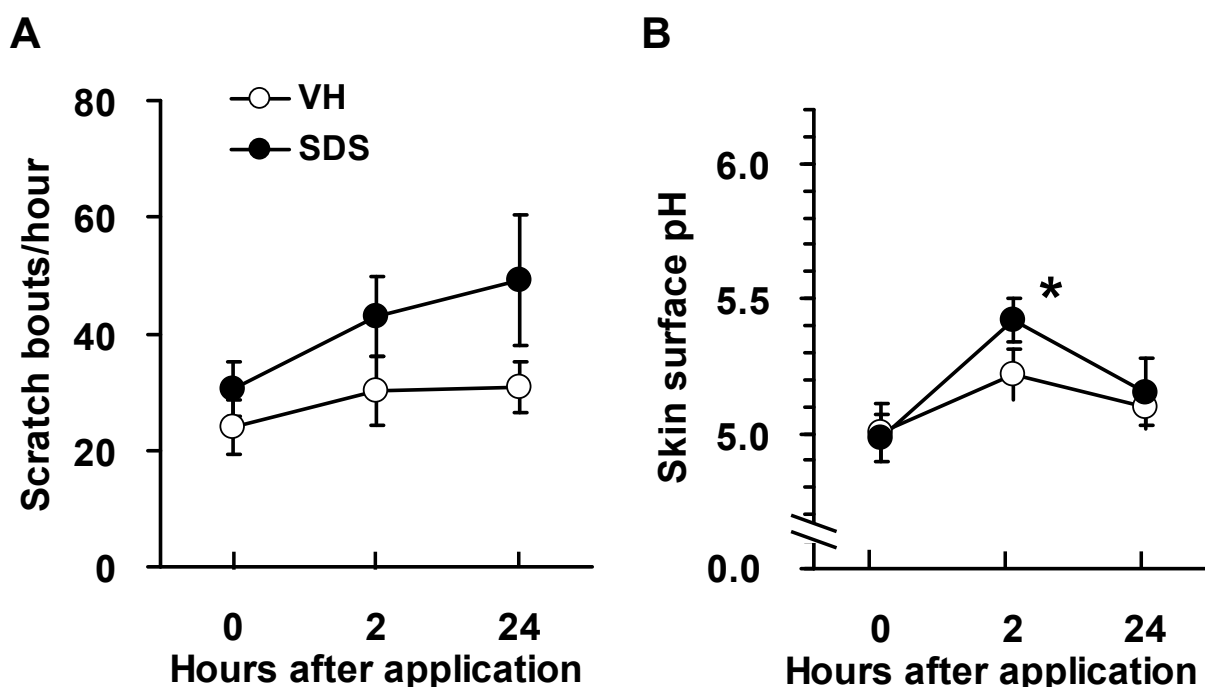 A
Scratch bouts/hour
80
60
40
20
0
VH
SDS
0 2 24
Hours after application
B
Skin surface pH
6.0
5.5
5.0
0.0
*
0 2 24
Hours after application